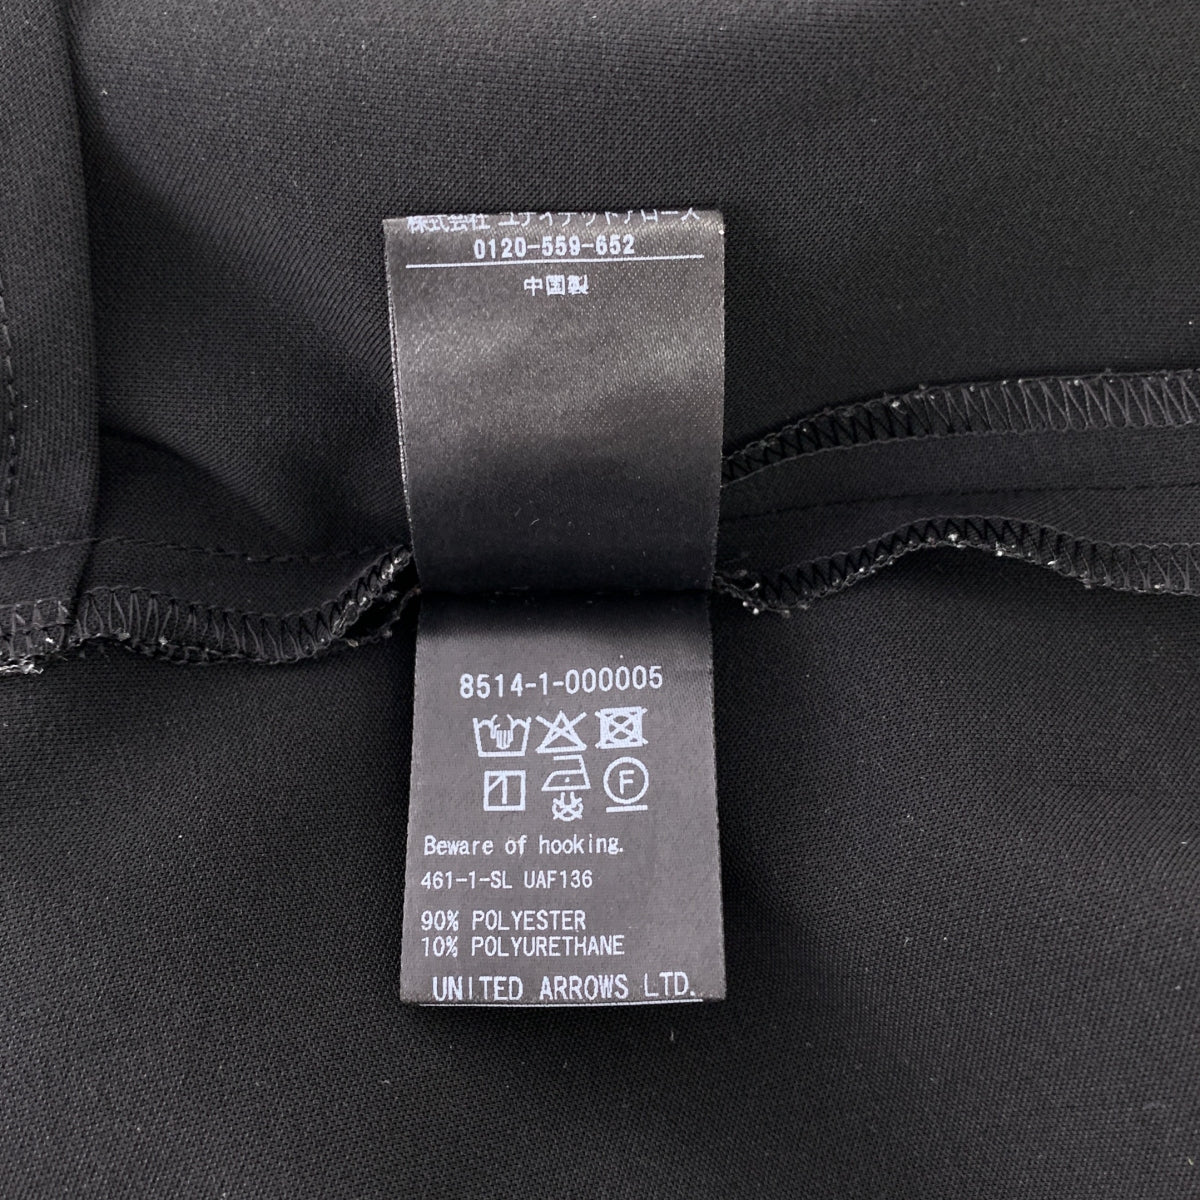 株式会社 ユナイテッドアローズ
0120-559-652
中国製
8514-1-000005
F
Beware of hooking.
461-1-SL UAF136
90% POLYESTER
10% POLYURETHANE
UNITED ARROWS LTD.